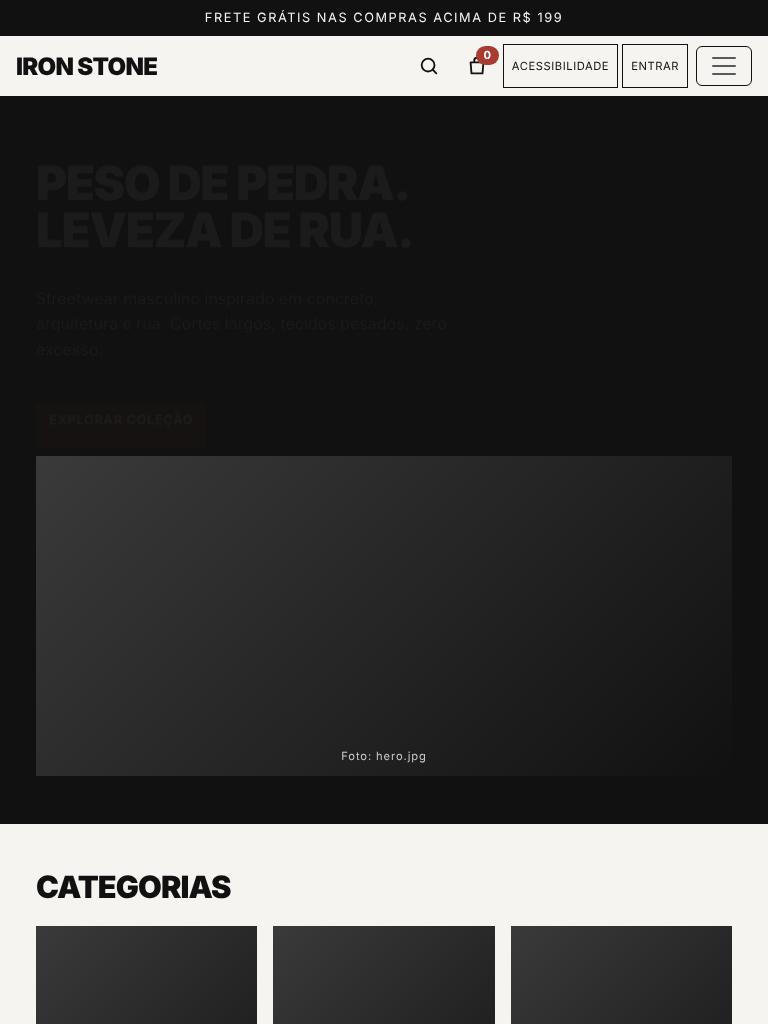 FRETE GRÁTIS NAS COMPRAS ACIMA DE R$ 199
IRON STONE
0
ACESSIBILIDADE
ENTRAR
PESO DE PEDRA.
LEVEZA DE RUA.
Streetwear masculino inspirado em concreto,
arquitetura e rua. Cortes largos, tecidos pesados, zero
excesso.
EXPLORAR COLEÇÃO
Foto: hero.jpg
CATEGORIAS